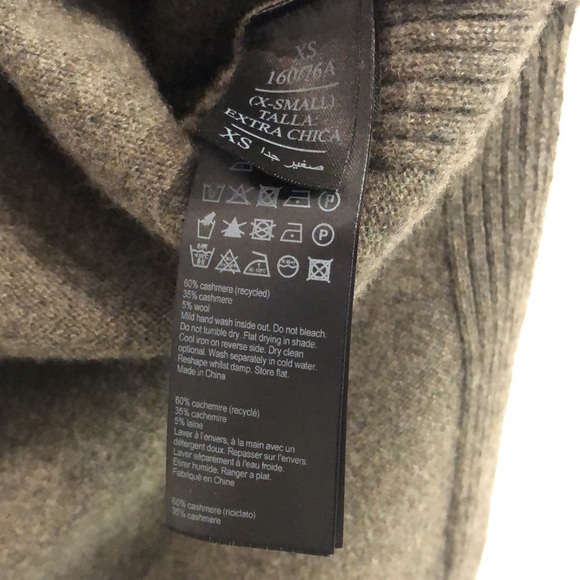 XS
160/76A
(X-SMALL)
TALLA:
EXTRA CHICA
صغير جدا XS
60% cashmere (recycled)
35% cashmere
5% wool
Mild hand wash inside out. Do not bleach.
Do not tumble dry. Flat drying in shade.
Cool iron on reverse side. Dry clean
optional. Wash separately in cold water.
Reshape whilst damp. Store flat.
Made in China
60% cachemire (recyclé)
35% cachemire
5% laine
Laver à l'envers, à la main avec un
détergent doux. Repasser sur l'envers.
Laver séparément à l'eau froide.
Étirer humide. Ranger à plat.
Fabriqué en Chine
60% cashmere (riciclato)
35% cashmere